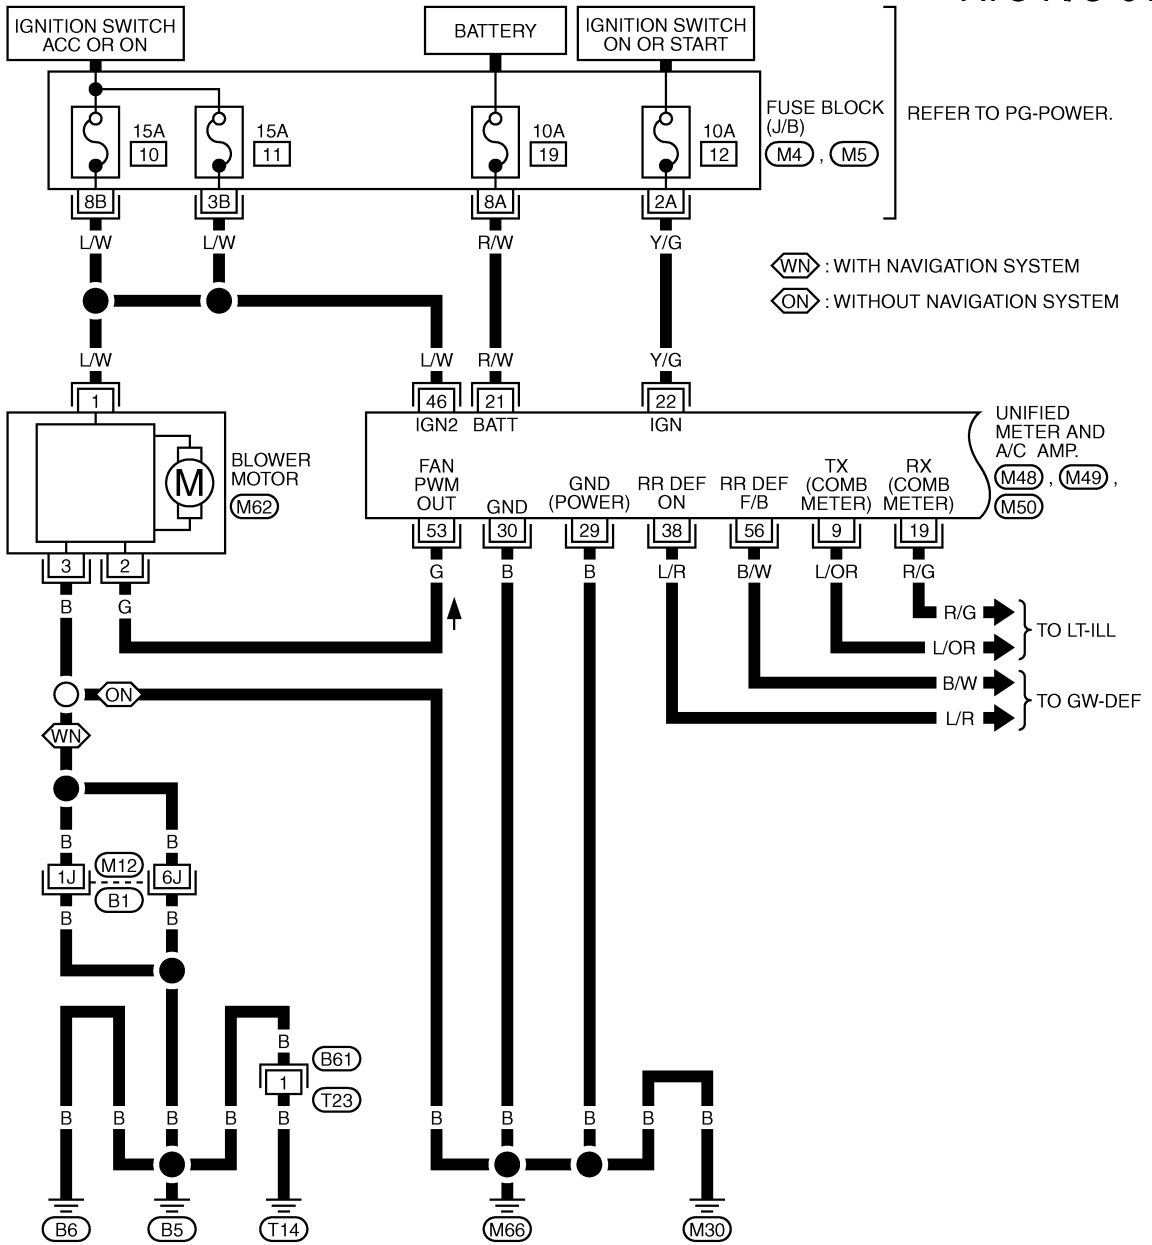 IGNITION SWITCH
ACC OR ON
BATTERY
IGNITION SWITCH
ON OR START
15A
10
15A
11
10A
19
10A
12
FUSE BLOCK
(J/B)
M4 , M5
REFER TO PG-POWER.
8B
3B
8A
2A
L/W
L/W
R/W
Y/G
WN : WITH NAVIGATION SYSTEM
ON : WITHOUT NAVIGATION SYSTEM
L/W
L/W
R/W
Y/G
1
46
21
22
IGN2
BATT
IGN
UNIFIED
METER AND
A/C AMP.
M48 , M49 ,
M50
M
BLOWER
MOTOR
M62
FAN
PWM
OUT
GND
GND
(POWER)
RR DEF
ON
RR DEF
F/B
TX
(COMB
METER)
RX
(COMB
METER)
53
30
29
38
56
9
19
3
2
G
B
B
L/R
B/W
L/OR
R/G
B
G
R/G
L/OR
TO LT-ILL
B/W
L/R
TO GW-DEF
ON
WN
B
B
1J
M12
B1
6J
B
B
B
B61
1
T23
B
B
B
B
B
B
B
B
B
B
B6
B5
T14
M66
M30